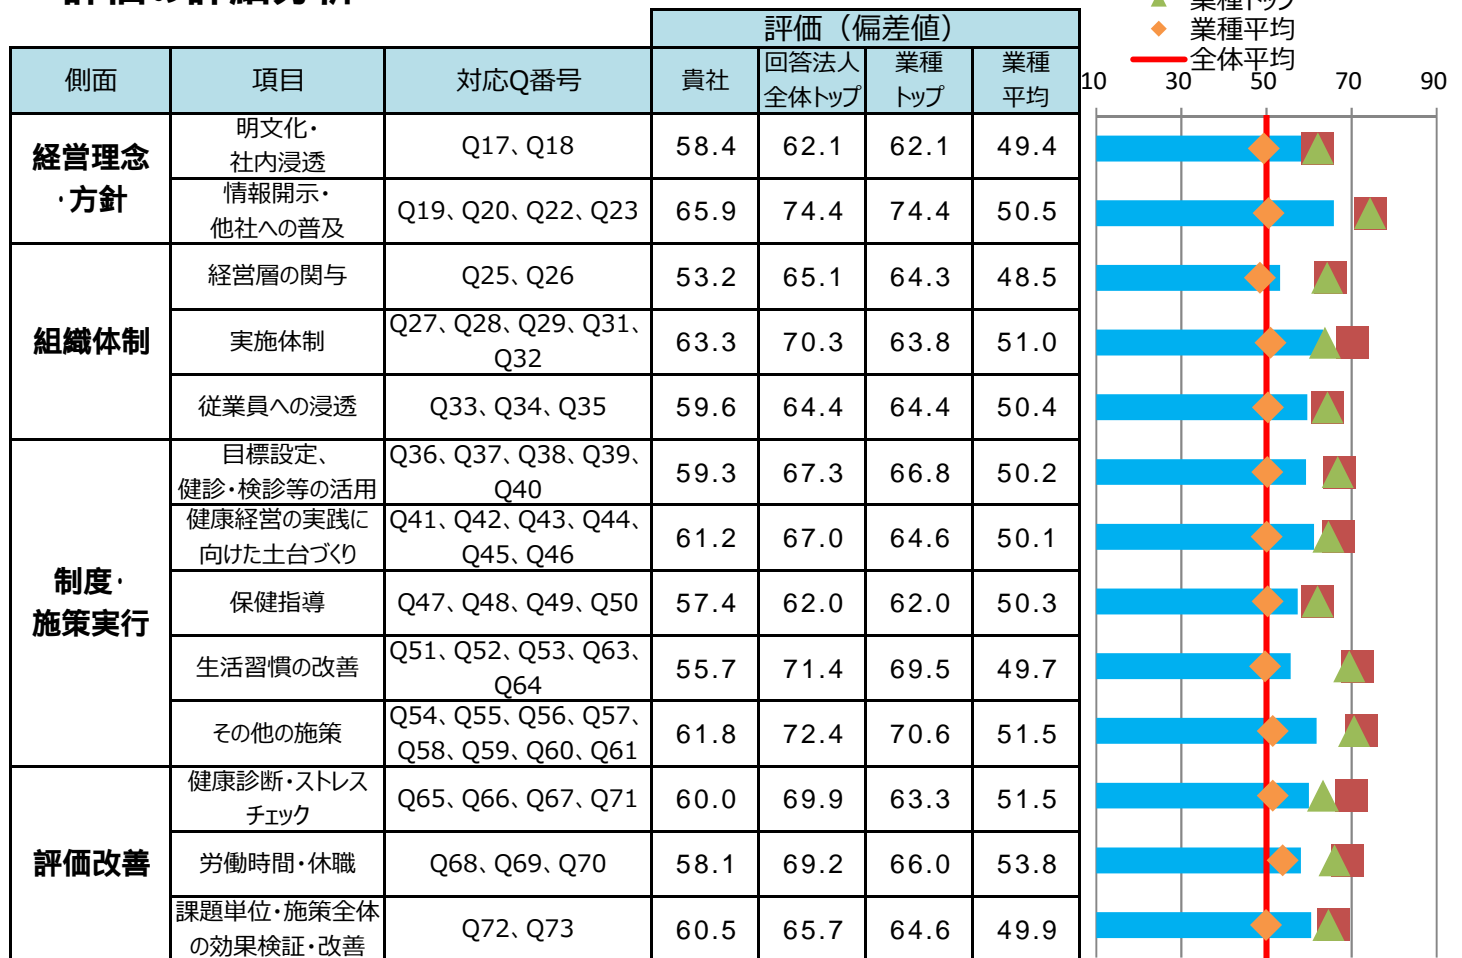 評価の詳細分析
業種トップ
業種平均
全体平均
評価（偏差値）
側面 項目 対応Q番号 貴社 回答法人 業種 業種
全体トップ トップ 平均
10 30 50 70 90
経営理念
・方針
明文化・
社内浸透
Q17、Q18 58.4 62.1 62.1 49.4
情報開示・
他社への普及
Q19、Q20、Q22、Q23 65.9 74.4 74.4 50.5
組織体制
経営層の関与 Q25、Q26 53.2 65.1 64.3 48.5
実施体制
Q27、Q28、Q29、Q31、
Q32
63.3 70.3 63.8 51.0
従業員への浸透 Q33、Q34、Q35 59.6 64.4 64.4 50.4
制度・
施策実行
目標設定、
健診・検診等の活用
Q36、Q37、Q38、Q39、
Q40
59.3 67.3 66.8 50.2
健康経営の実践に
向けた土台づくり
Q41、Q42、Q43、Q44、
Q45、Q46
61.2 67.0 64.6 50.1
保健指導 Q47、Q48、Q49、Q50 57.4 62.0 62.0 50.3
生活習慣の改善
Q51、Q52、Q53、Q63、
Q64
55.7 71.4 69.5 49.7
その他の施策
Q54、Q55、Q56、Q57、
Q58、Q59、Q60、Q61
61.8 72.4 70.6 51.5
評価改善
健康診断・ストレス
チェック
Q65、Q66、Q67、Q71 60.0 69.9 63.3 51.5
労働時間・休職 Q68、Q69、Q70 58.1 69.2 66.0 53.8
課題単位・施策全体
の効果検証・改善
Q72、Q73 60.5 65.7 64.6 49.9